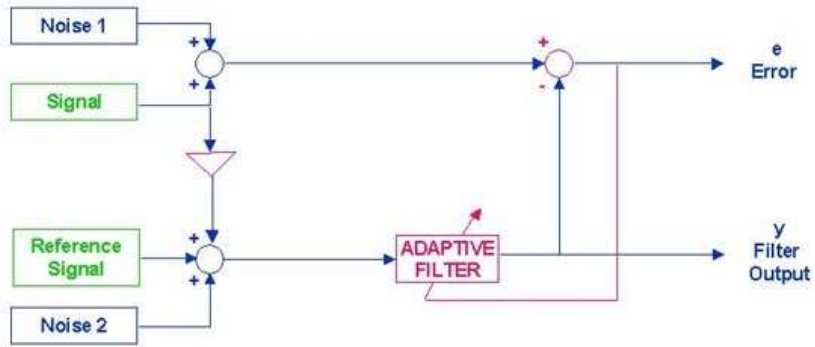 Noise 1
+
+
Signal
+
-
e
Error
Reference
Signal
+
+
ADAPTIVE
FILTER
y
Filter
Output
Noise 2